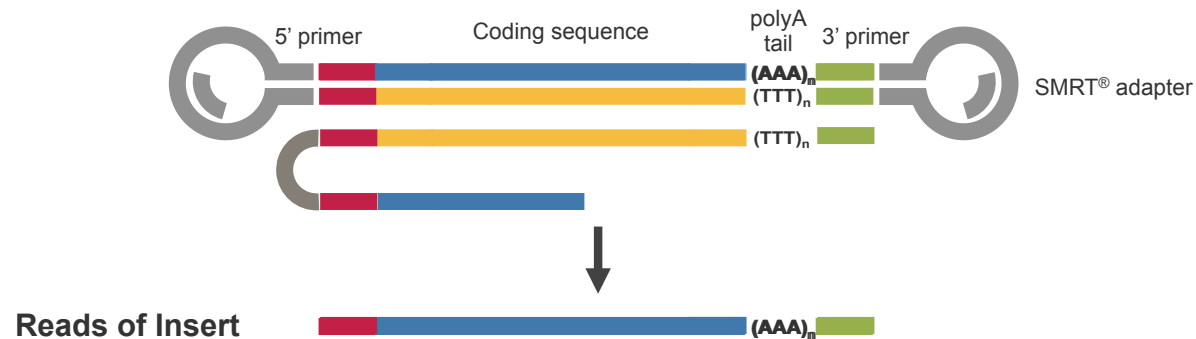 5' primer
Coding sequence
polyA
tail
3' primer
(AAA)n
(TTT)n
SMRT® adapter
(TTT)n
Reads of Insert
(AAA)n